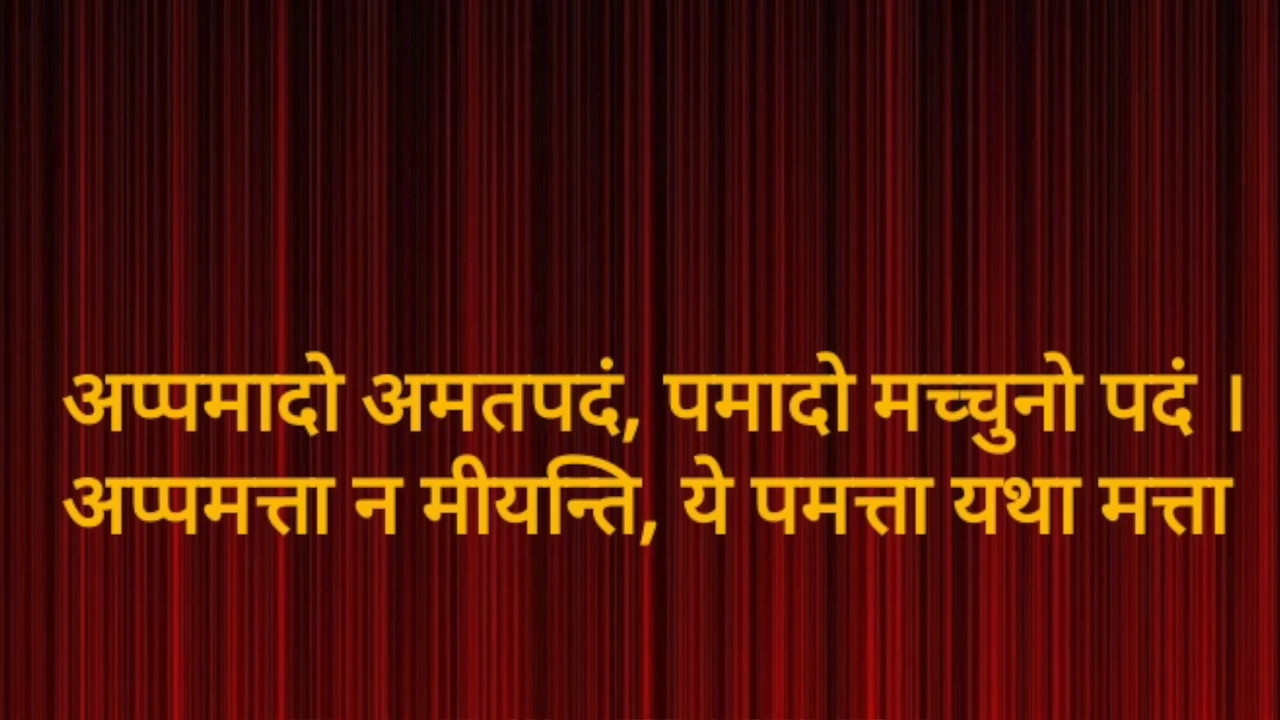 अप्पमादो अमतपदं, पमादो मच्चुनो पदं ।
अप्पमत्ता न मीयन्ति, ये पमत्ता यथा मत्ता